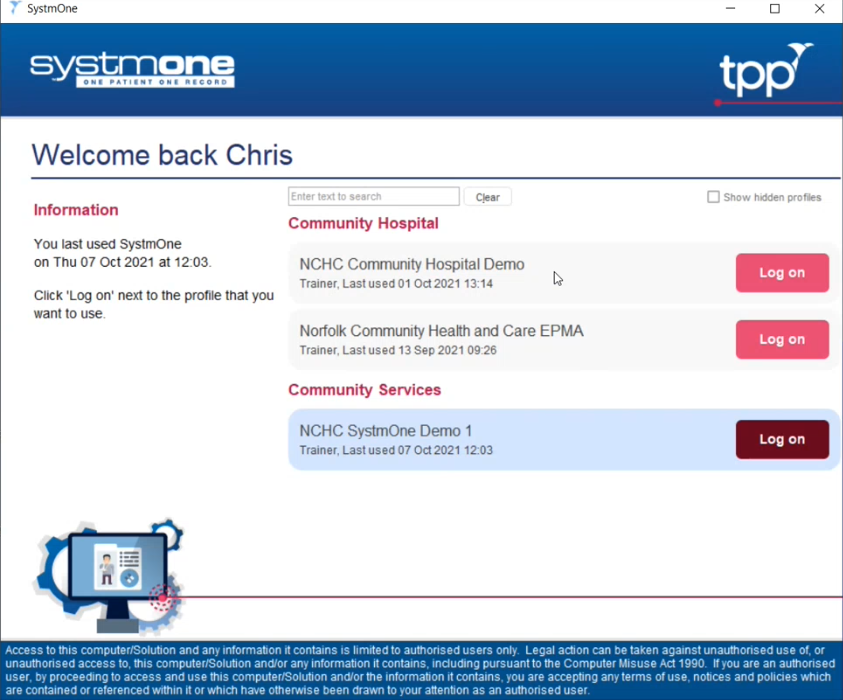 SystmOne
systmone
ONE PATIENT ONE RECORD
tpp
Welcome back Chris
Information
You last used SystmOne
on Thu 07 Oct 2021 at 12:03.
Click 'Log on' next to the profile that you
want to use.
Enter text to search
Clear
Show hidden profiles
Community Hospital
NCHC Community Hospital Demo
Trainer, Last used 01 Oct 2021 13:14
Log on
Norfolk Community Health and Care EPMA
Trainer, Last used 13 Sep 2021 09:26
Log on
Community Services
NCHC SystmOne Demo 1
Trainer, Last used 07 Oct 2021 12:03
Log on
Access to this computer/Solution and any information it contains is limited to authorised users only. Legal action can be taken against unauthorised use of, or
unauthorised access to, this computer/Solution and/or any information it contains, including pursuant to the Computer Misuse Act 1990. If you are an authorised
user, by proceeding to access and use this computer/Solution and/or the information it contains, you are accepting any terms of use, notices and policies which
are contained or referenced within it or which have otherwise been drawn to your attention as an authorised user.